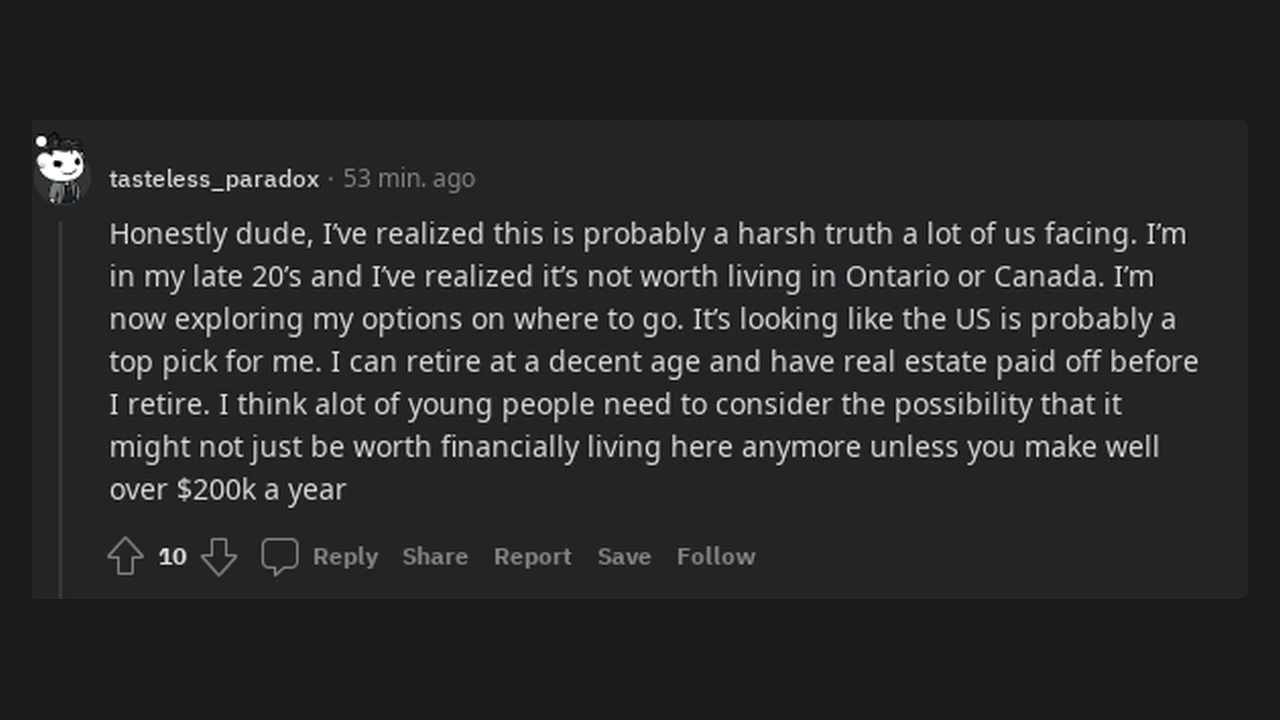 tasteless_paradox · 53 min. ago
Honestly dude, I’ve realized this is probably a harsh truth a lot of us facing. I’m
in my late 20’s and I’ve realized it’s not worth living in Ontario or Canada. I’m
now exploring my options on where to go. It’s looking like the US is probably a
top pick for me. I can retire at a decent age and have real estate paid off before
I retire. I think alot of young people need to consider the possibility that it
might not just be worth financially living here anymore unless you make well
over $200k a year
10 Reply Share Report Save Follow